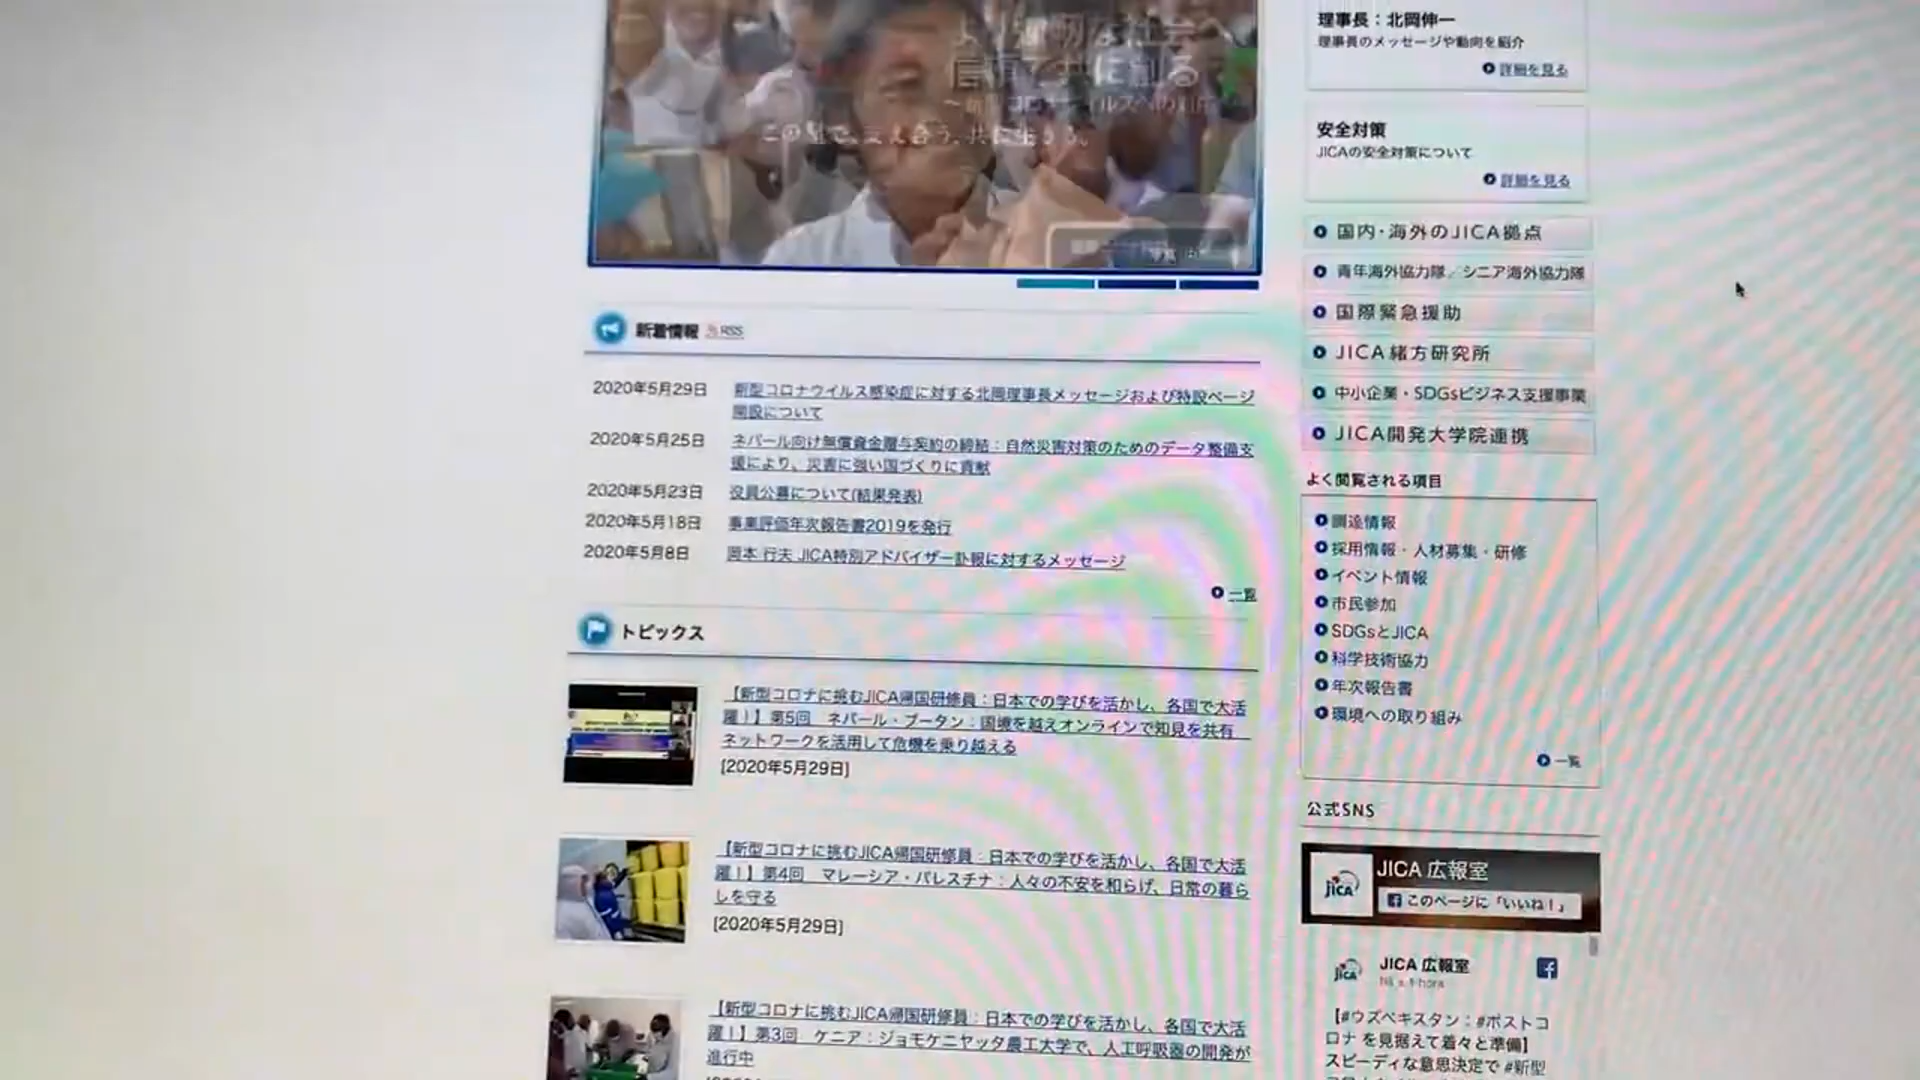 この星で、支え合う、共に生きる。
新着情報 RSS
2020年5月29日 新型コロナウイルス感染症に対する北岡理事長メッセージおよび特設ページ
開設について
2020年5月25日 ネパール向け無償資金贈与契約の締結：自然災害対策のためのデータ整備支
援により、災害に強い国づくりに貢献
2020年5月23日 役員公募について(結果発表)
2020年5月18日 事業評価年次報告書2019を発行
2020年5月8日 岡本 行夫 JICA特別アドバイザー訃報に対するメッセージ
一覧
トピックス
【新型コロナに挑むJICA帰国研修員：日本での学びを活かし、各国で大活
躍！】第5回 ネパール・ブータン：国境を越えオンラインで知見を共有
ネットワークを活用して危機を乗り越える
[2020年5月29日]
【新型コロナに挑むJICA帰国研修員：日本での学びを活かし、各国で大活
躍！】第4回 マレーシア・パレスチナ：人々の不安を和らげ、日常の暮ら
しを守る
[2020年5月29日]
【新型コロナに挑むJICA帰国研修員：日本での学びを活かし、各国で大活
躍！】第3回 ケニア：ジョモケニヤッタ農工大学で、人工呼吸器の開発が
進行中
理事長：北岡伸一
理事長のメッセージや動向を紹介
詳細を見る
安全対策
JICAの安全対策について
詳細を見る
国内・海外のJICA拠点
青年海外協力隊／シニア海外協力隊
国際緊急援助
JICA緒方研究所
中小企業・SDGsビジネス支援事業
JICA開発大学院連携
よく閲覧される項目
調達情報
採用情報・人材募集・研修
イベント情報
市民参加
SDGsとJICA
科学技術協力
年次報告書
環境への取り組み
一覧
公式SNS
JICA
JICA 広報室
このページに「いいね！」
JICA
JICA 広報室
【#ウズベキスタン：#ポストコ
ロナ を見据えて着々と準備】
スピーディな意思決定で #新型